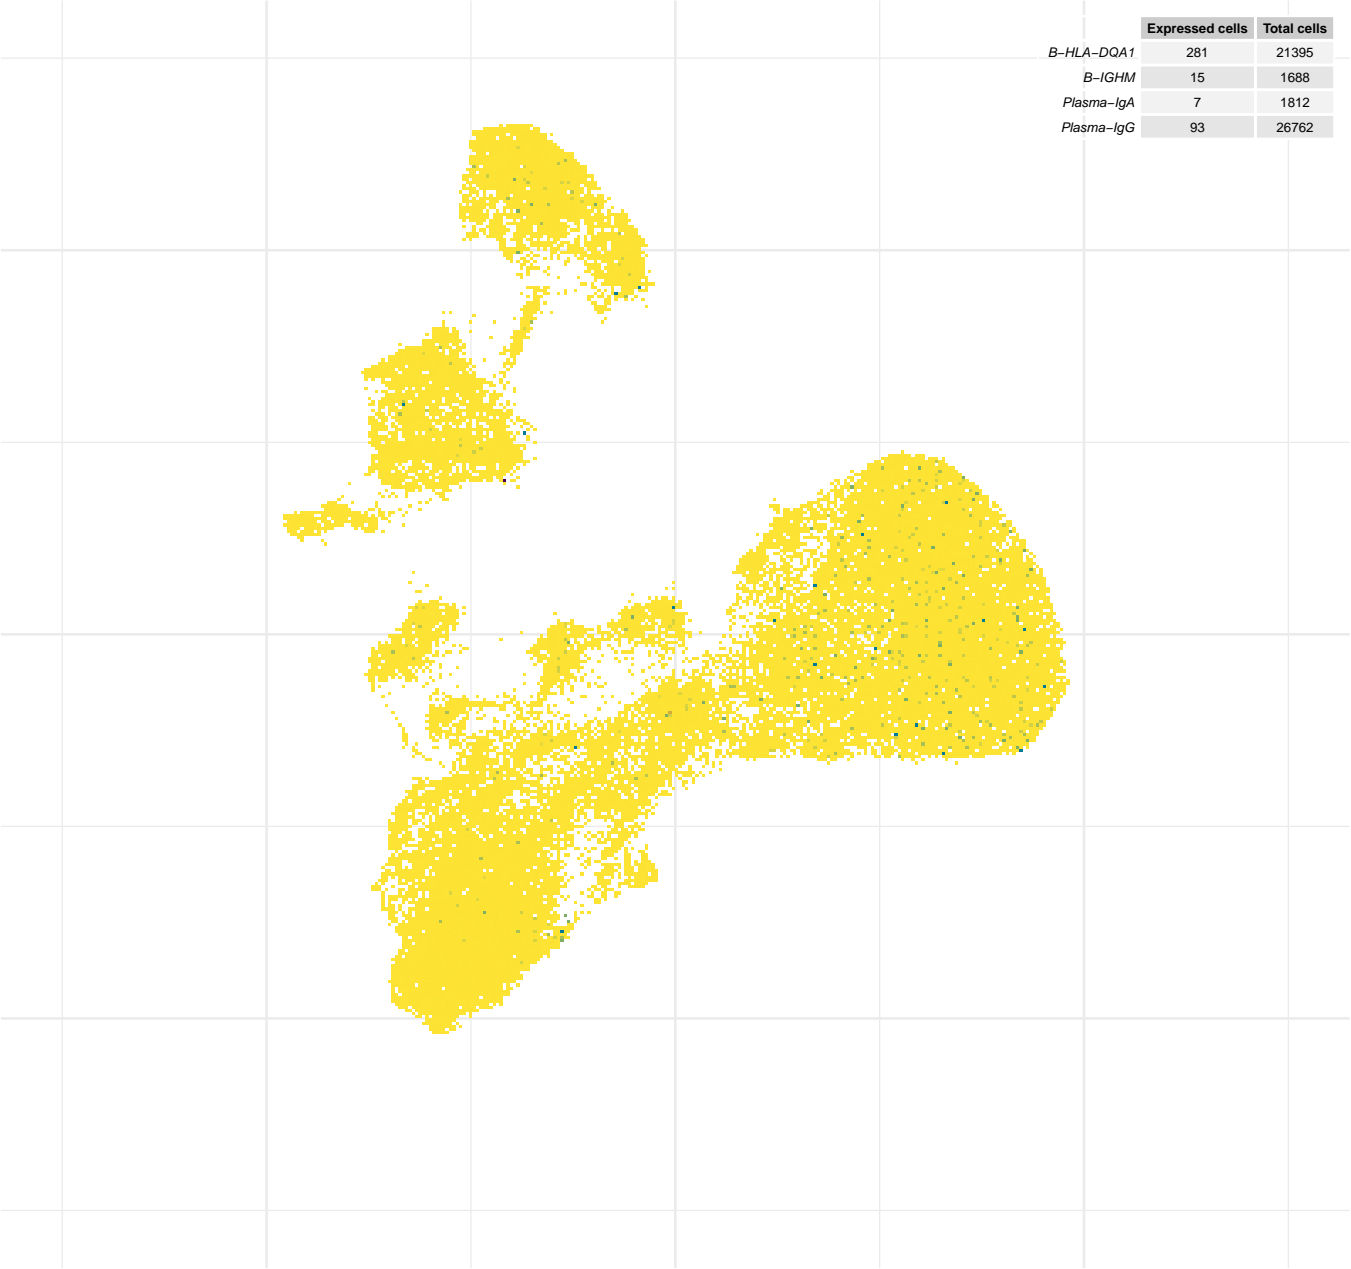 Expressed cells Total cells
B−HLA−DQA1 281 21395
B−IGHM 15 1688
Plasma−IgA 7 1812
Plasma−IgG 93 26762